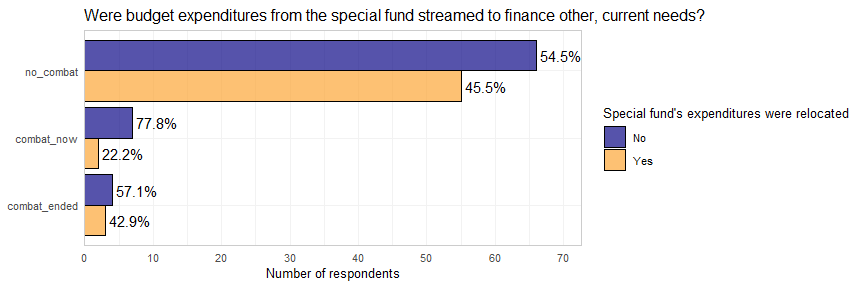 Were budget expenditures from the special fund streamed to finance other, current needs?
no_combat
54.5%
45.5%
combat_now
77.8%
22.2%
combat_ended
57.1%
42.9%
0 10 20 30 40 50 60 70
Number of respondents
Special fund's expenditures were relocated
No
Yes